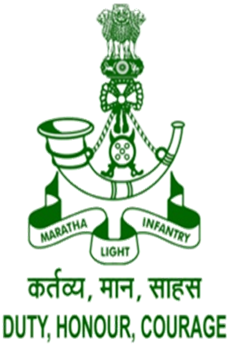 MARATHA LIGHT INFANTRY
कर्तव्य, मान, साहस
DUTY, HONOUR, COURAGE